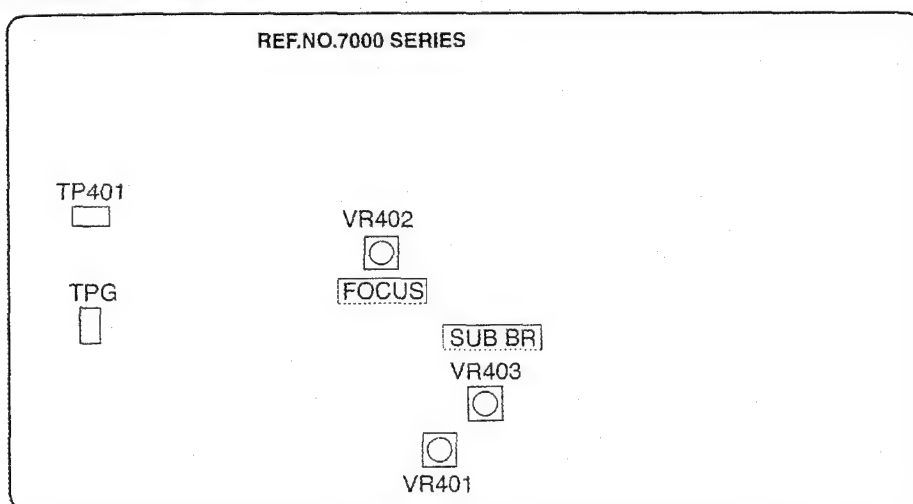 REF.NO.7000 SERIES
TP401
VR402
FOCUS
TPG
SUB BR
VR403
VR401